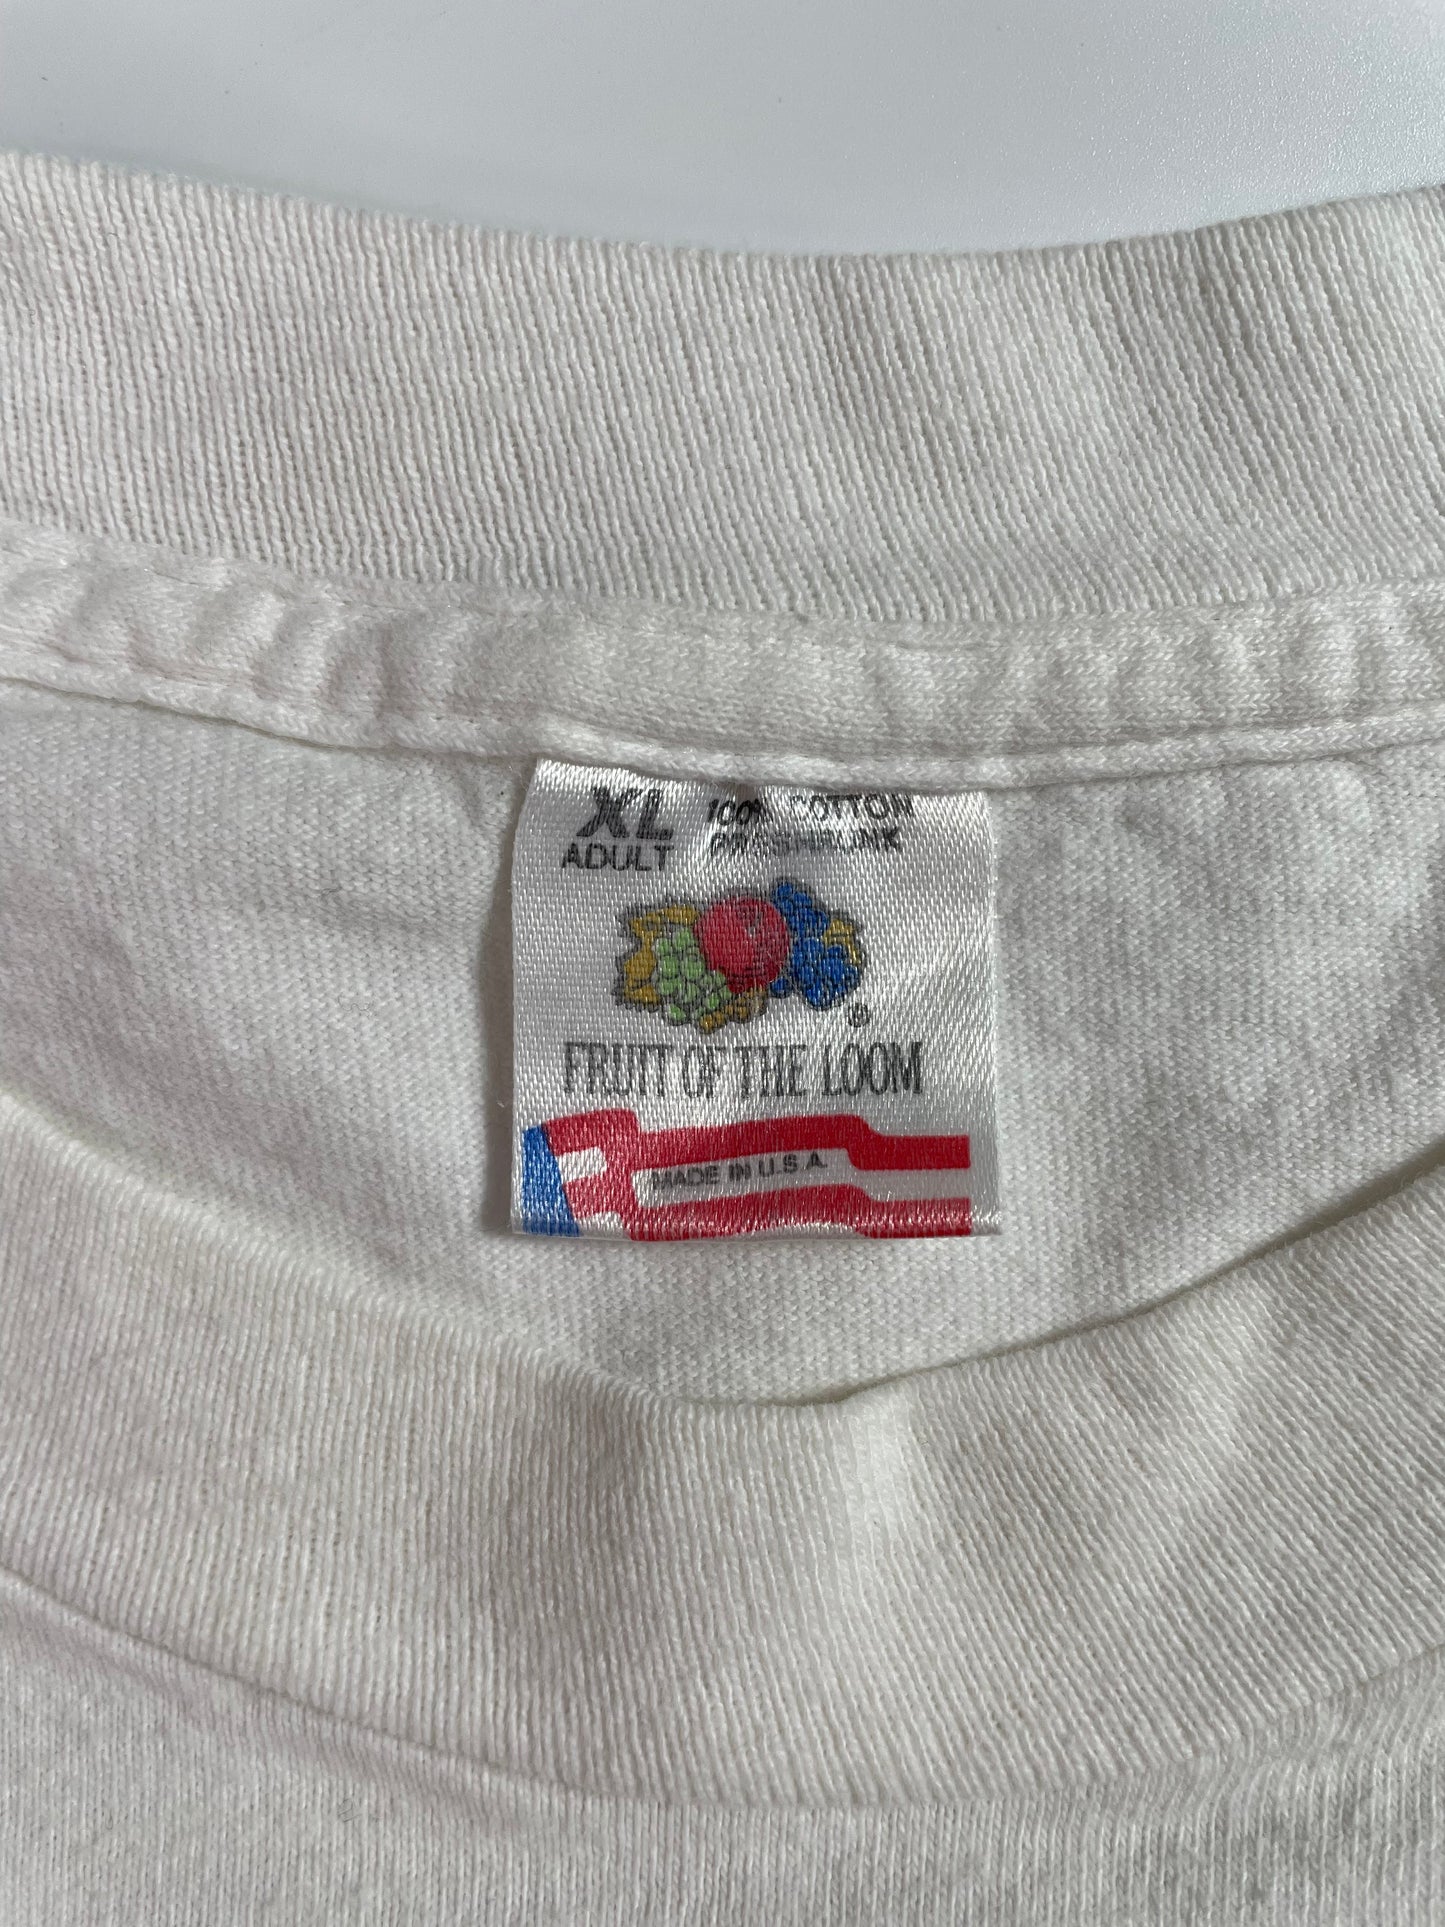 XL 100% COTTON
ADULT PRESHRUNK
®
FRUIT OF THE LOOM
MADE IN U.S.A.